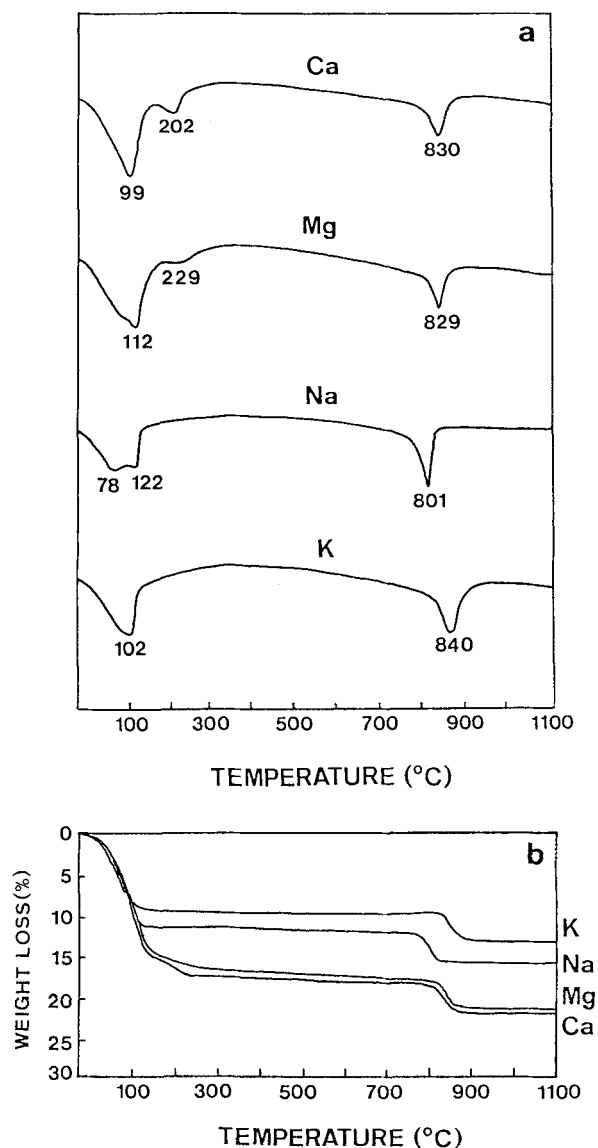 a
Ca
202
99
830
Mg
229
112
829
Na
78 122
801
K
102
840
100 300 500 700 900 1100
TEMPERATURE (°C)
b
WEIGHT LOSS(%)
0
5
10
15
20
25
30
K
Na
Mg
Ca
100 300 500 700 900 1100
TEMPERATURE (°C)